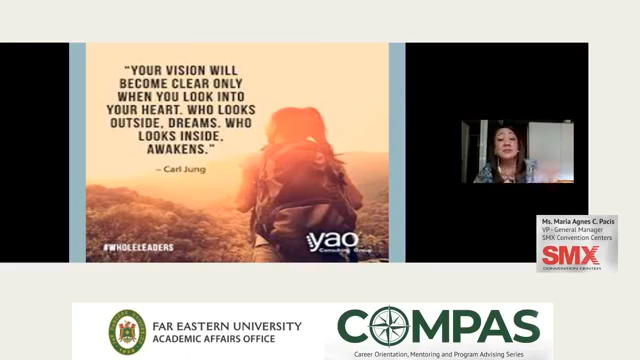 "YOUR VISION WILL
BECOME CLEAR ONLY
WHEN YOU LOOK INTO
YOUR HEART. WHO LOOKS
OUTSIDE, DREAMS. WHO
LOOKS INSIDE,
AWAKENS."
– Carl Jung
#WHOLELEADERS
yao
Consulting Group
Ms. Maria Agnes C. Pacis
VP - General Manager
SMX Convention Centers
SMX
CONVENTION CENTER
FAR EASTERN UNIVERSITY
ACADEMIC AFFAIRS OFFICE
COMPAS
Career Orientation, Mentoring and Program Advising Series